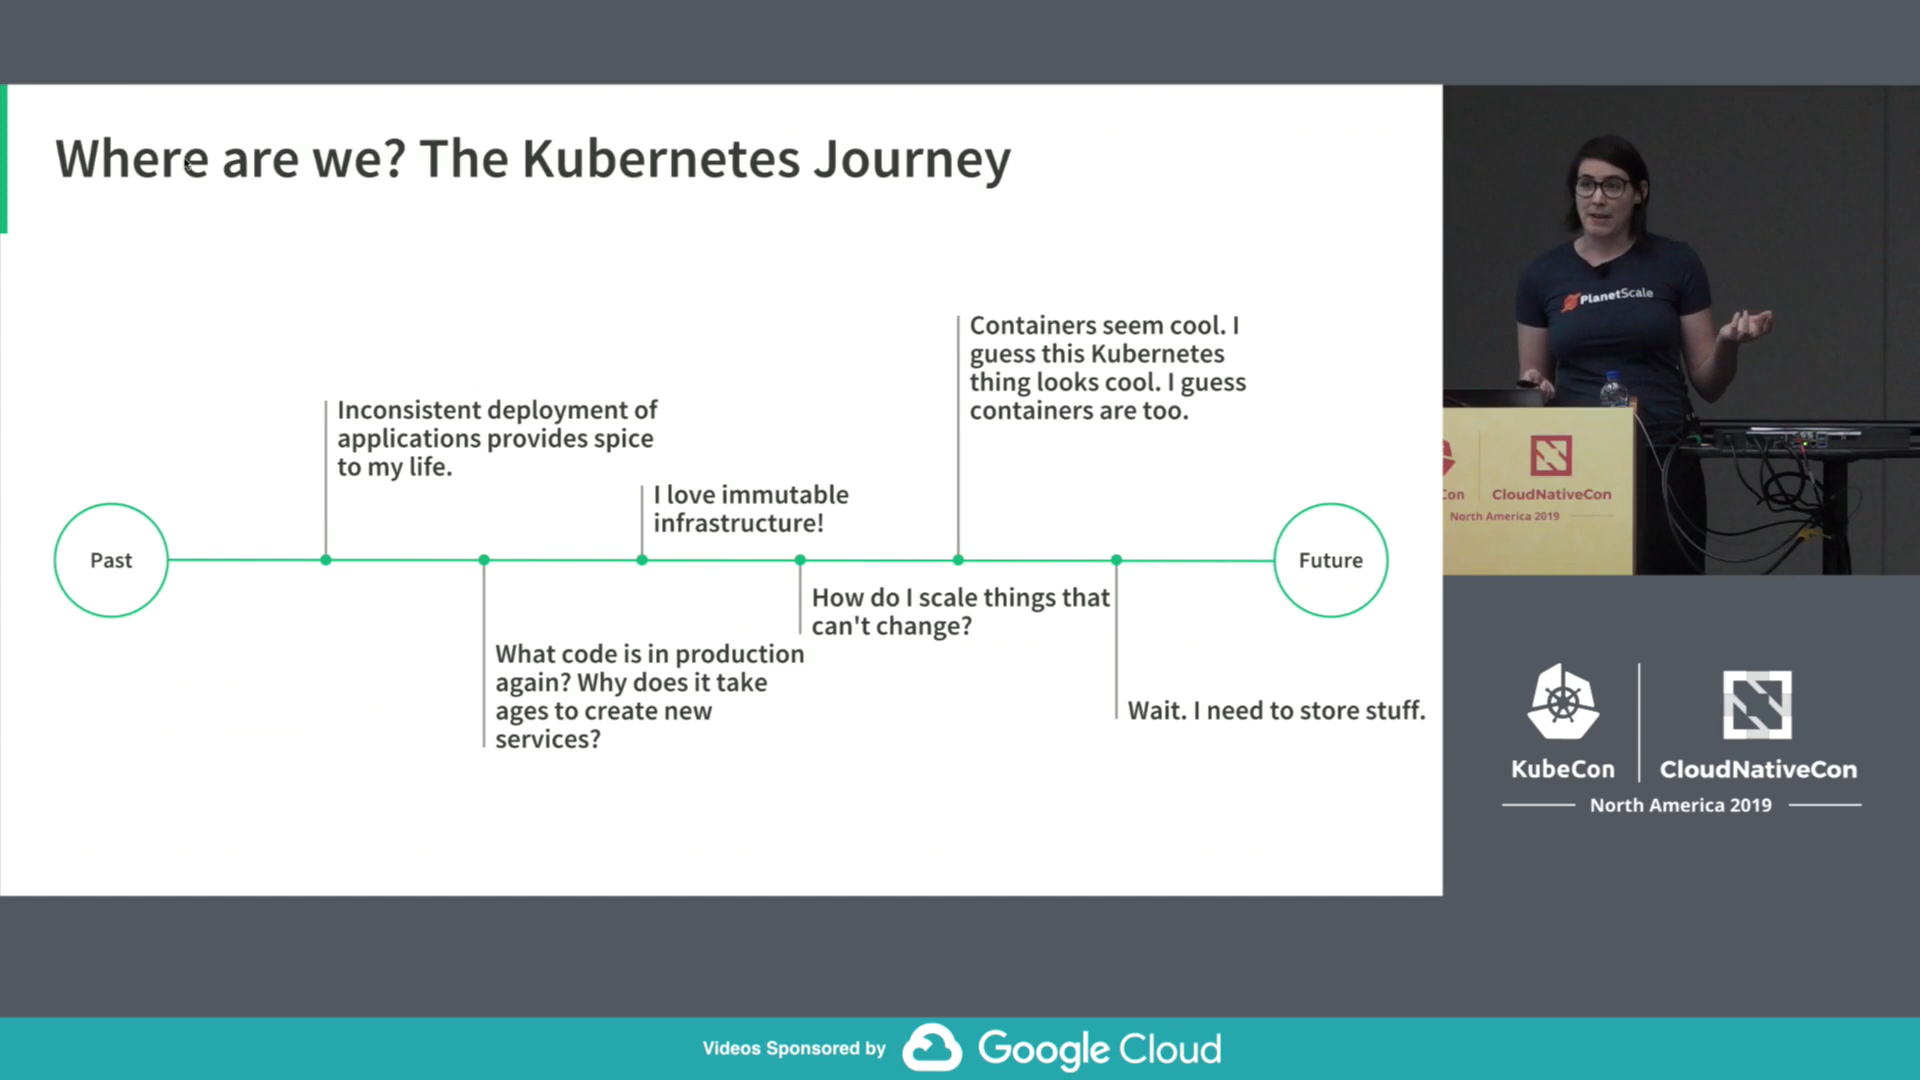 Where are we? The Kubernetes Journey
Inconsistent deployment of
applications provides spice
to my life.
I love immutable
infrastructure!
Containers seem cool. I
guess this Kubernetes
thing looks cool. I guess
containers are too.
Past
Future
What code is in production
again? Why does it take
ages to create new
services?
How do I scale things that
can't change?
Wait. I need to store stuff.
PlanetScale
Con
CloudNativeCon
North America 2019
KubeCon
CloudNativeCon
North America 2019
Videos Sponsored by
Google Cloud